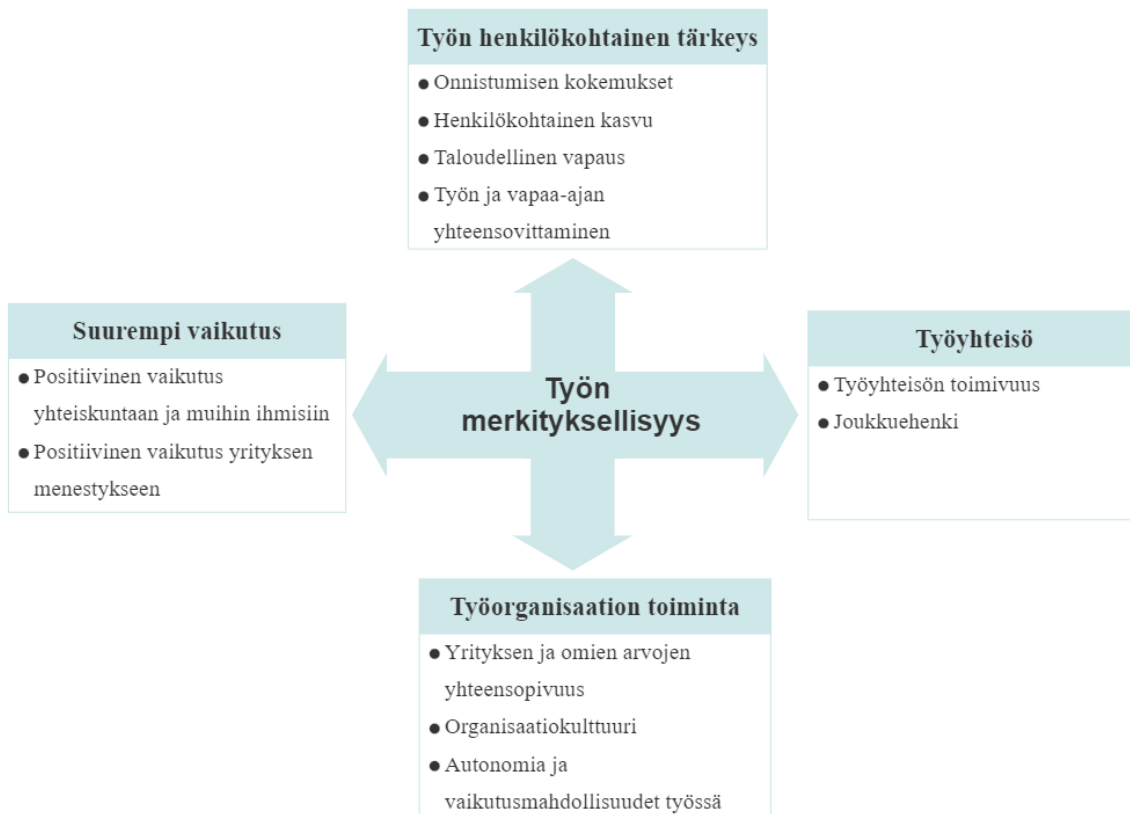 Työn henkilökohtainen tärkeys
● Onnistumisen kokemukset
● Henkilökohtainen kasvu
● Taloudellinen vapaus
● Työn ja vapaa-ajan
yhteensovittaminen
Suurempi vaikutus
● Positiivinen vaikutus
yhteiskuntaan ja muihin ihmisiin
● Positiivinen vaikutus yrityksen
menestykseen
Työn
merkityksellisyys
Työyhteisö
● Työyhteisön toimivuus
● Joukkuehenki
Työorganisaation toiminta
● Yrityksen ja omien arvojen
yhteensopivuus
● Organisaatiokulttuuri
● Autonomia ja
vaikutusmahdollisuudet työssä